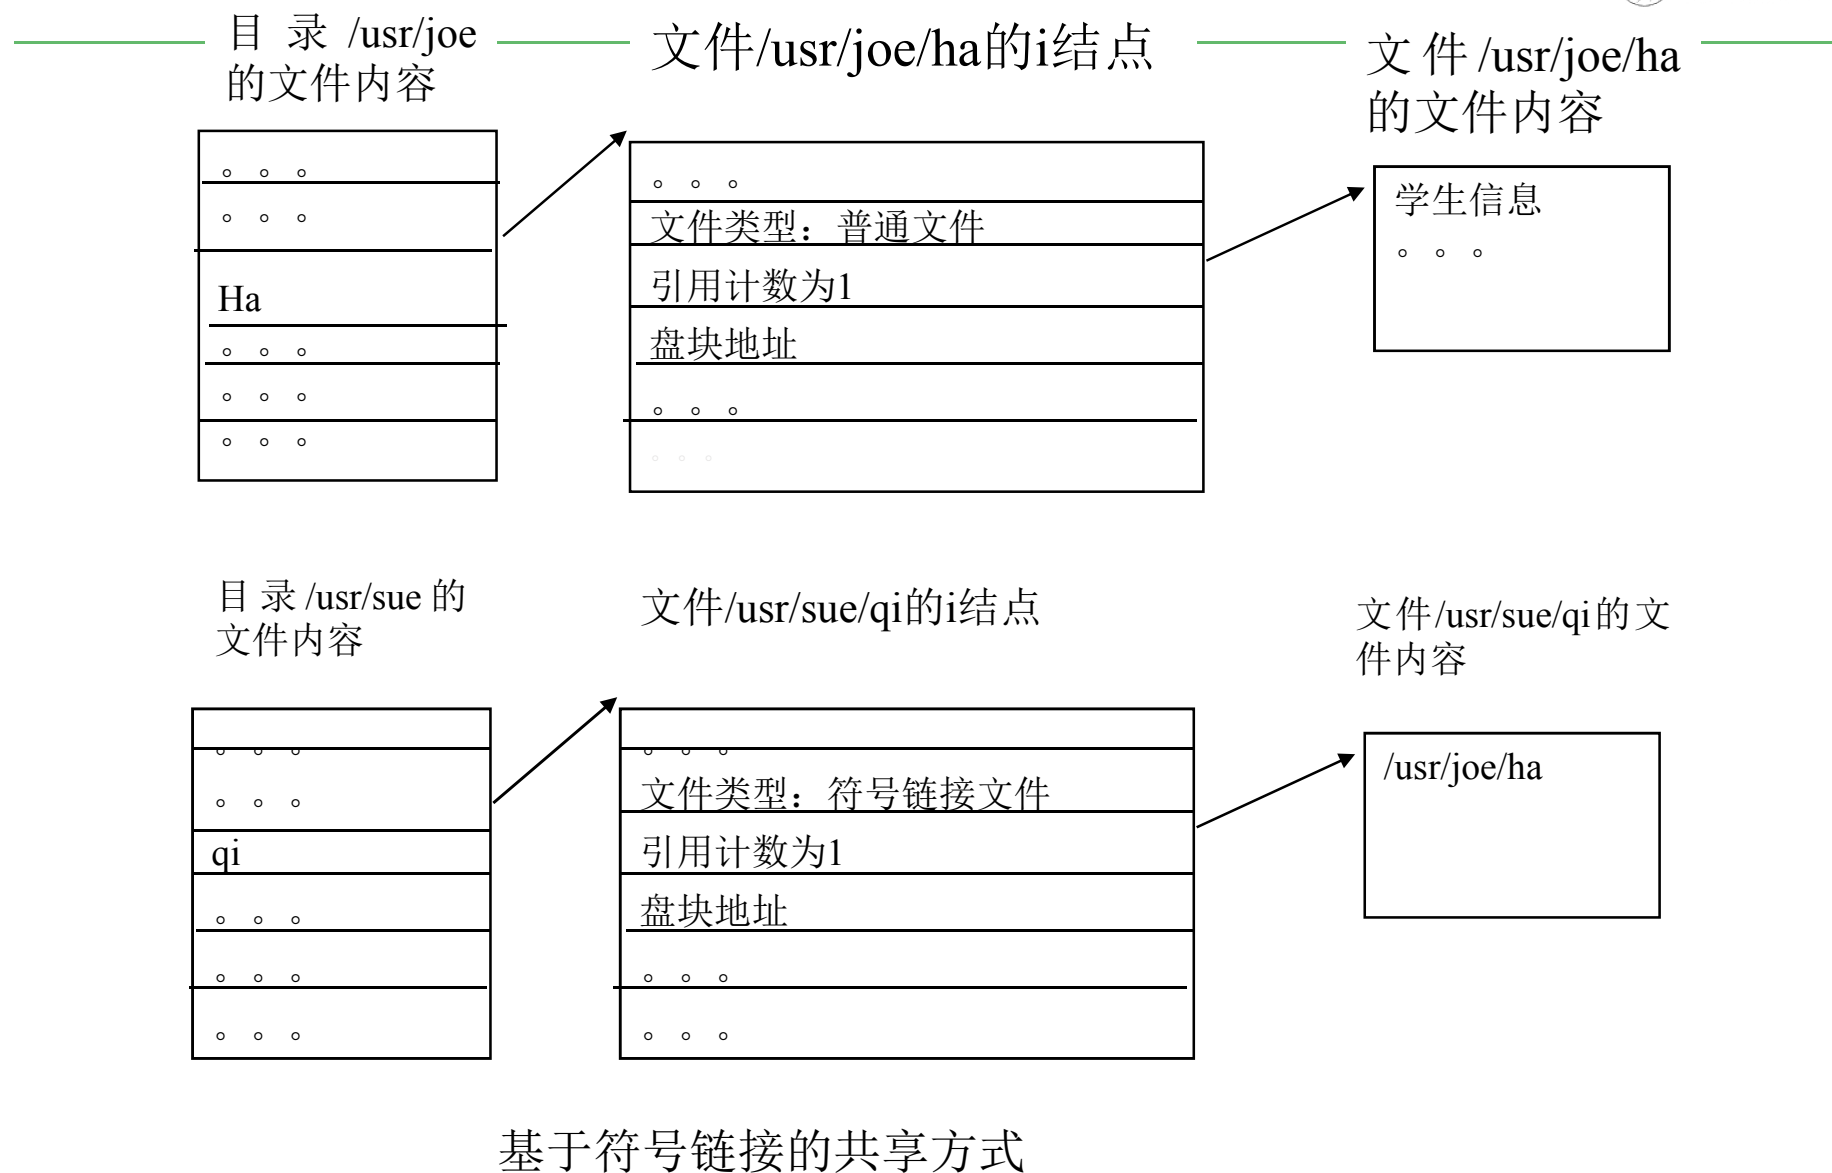 目 录 /usr/joe
的文件内容
文件/usr/joe/ha的i结点
文 件 /usr/joe/ha
的文件内容
。。。
。。。
Ha
。。。
。。。
。。。
。。。
文件类型：普通文件
引用计数为1
盘块地址
。。。
。。。
学生信息
。。。
目 录 /usr/sue 的
文件内容
文件/usr/sue/qi的i结点
文件/usr/sue/qi的文
件内容
。。。
。。。
qi
。。。
。。。
。。。
。。。
文件类型：符号链接文件
引用计数为1
盘块地址
。。。
。。。
/usr/joe/ha
基于符号链接的共享方式